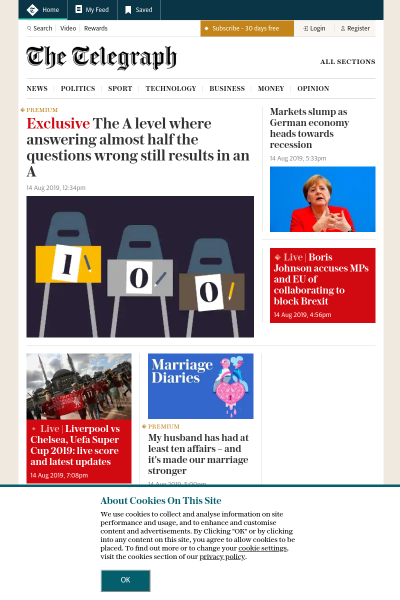 Home
My Feed
Saved
Search
Video
Rewards
Subscribe - 30 days free
Login
Register
The Telegraph
ALL SECTIONS
NEWS
POLITICS
SPORT
TECHNOLOGY
BUSINESS
MONEY
OPINION
PREMIUM
Exclusive The A level where
answering almost half the
questions wrong still results in an
A
14 Aug 2019, 12:34pm
1
0
0
Markets slump as
German economy
heads towards
recession
14 Aug 2019, 5:33pm
Live | Boris
Johnson accuses MPs
and EU of
collaborating to
block Brexit
14 Aug 2019, 4:56pm
Live | Liverpool vs
Chelsea, Uefa Super
Cup 2019: live score
and latest updates
14 Aug 2019, 7:08pm
Marriage
Diaries
PREMIUM
My husband has had at
least ten affairs – and
it's made our marriage
stronger
About Cookies On This Site
We use cookies to collect and analyse information on site
performance and usage, and to enhance and customise
content and advertisements. By Clicking "OK" or by clicking
into any content on this site, you agree to allow cookies to be
placed. To find out more or to change your cookie settings,
visit the cookies section of our privacy policy.
OK